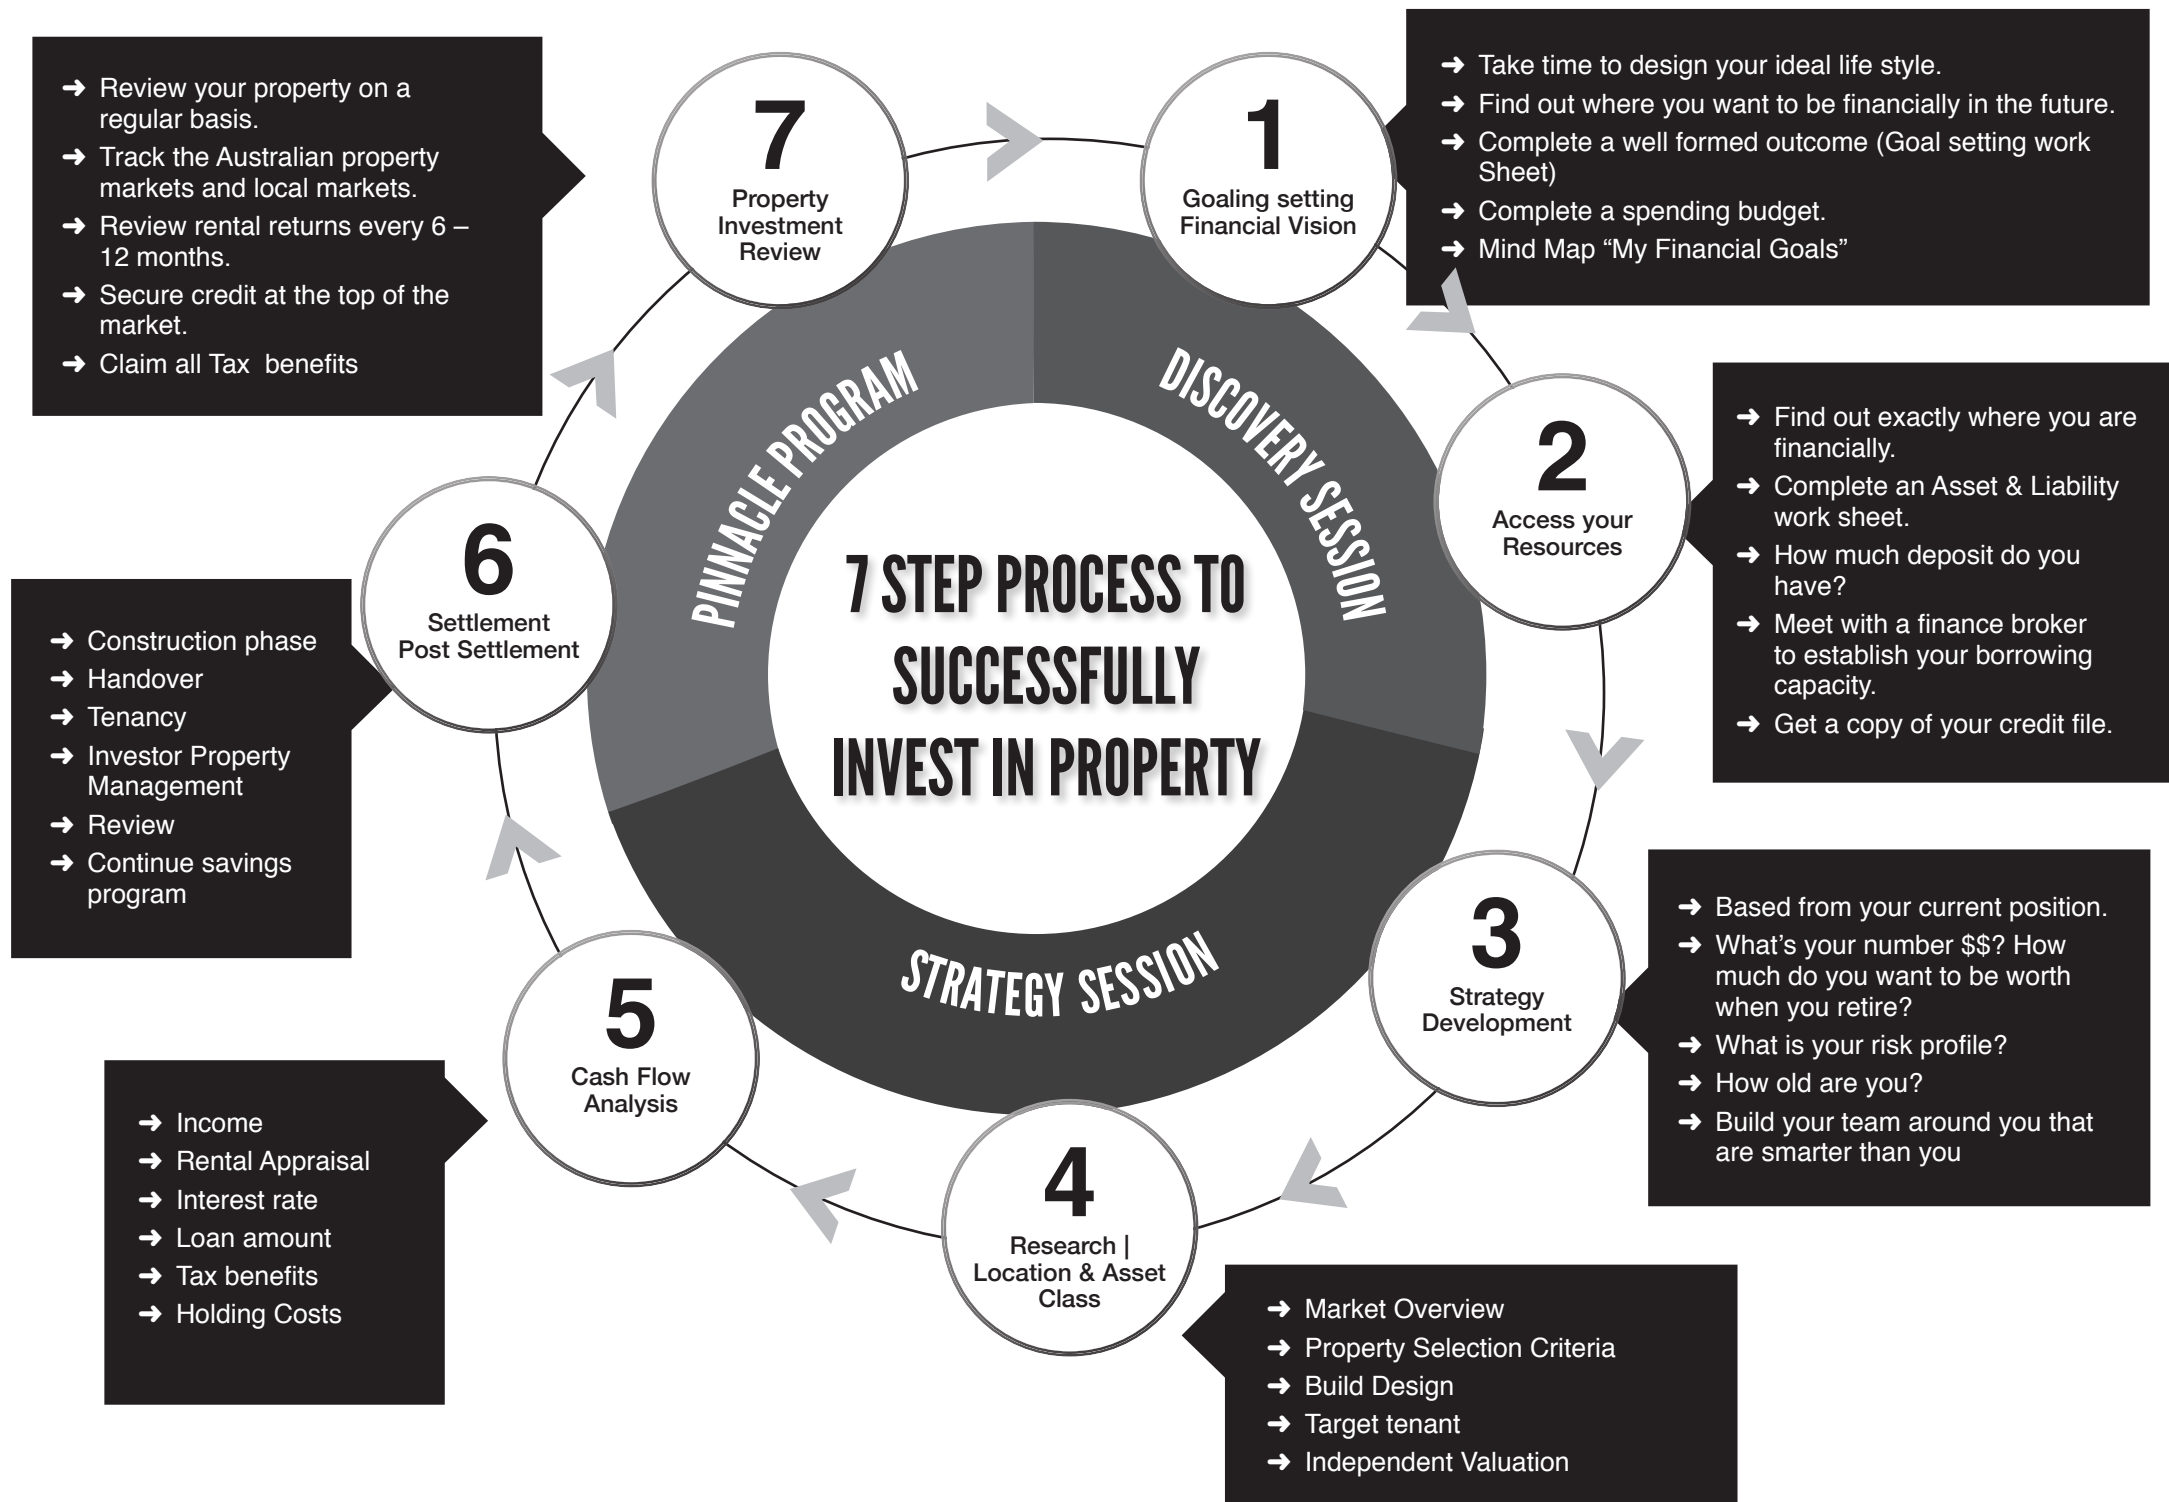 7 STEP PROCESS TO
SUCCESSFULLY
INVEST IN PROPERTY
DISCOVERY SESSION
STRATEGY SESSION
PINNACLE PROGRAM
1
Goaling setting
Financial Vision
➜ Take time to design your ideal life style.
➜ Find out where you want to be financially in the future.
➜ Complete a well formed outcome (Goal setting work
Sheet)
➜ Complete a spending budget.
➜ Mind Map “My Financial Goals”
2
Access your
Resources
➜ Find out exactly where you are
financially.
➜ Complete an Asset & Liability
work sheet.
➜ How much deposit do you
have?
➜ Meet with a finance broker
to establish your borrowing
capacity.
➜ Get a copy of your credit file.
3
Strategy
Development
➜ Based from your current position.
➜ What’s your number $$? How
much do you want to be worth
when you retire?
➜ What is your risk profile?
➜ How old are you?
➜ Build your team around you that
are smarter than you
4
Research |
Location & Asset
Class
➜ Market Overview
➜ Property Selection Criteria
➜ Build Design
➜ Target tenant
➜ Independent Valuation
5
Cash Flow
Analysis
➜ Income
➜ Rental Appraisal
➜ Interest rate
➜ Loan amount
➜ Tax benefits
➜ Holding Costs
6
Settlement
Post Settlement
➜ Construction phase
➜ Handover
➜ Tenancy
➜ Investor Property
Management
➜ Review
➜ Continue savings
program
7
Property
Investment
Review
➜ Review your property on a
regular basis.
➜ Track the Australian property
markets and local markets.
➜ Review rental returns every 6 –
12 months.
➜ Secure credit at the top of the
market.
➜ Claim all Tax  benefits